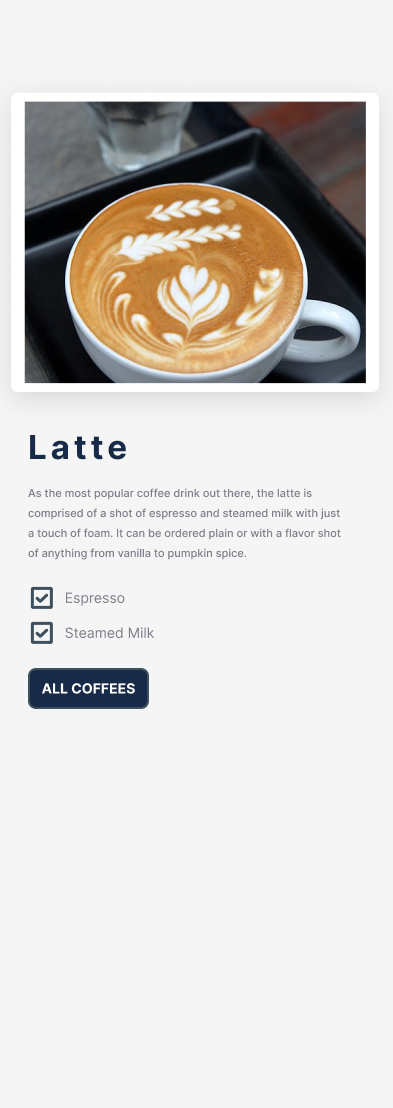 Latte
As the most popular coffee drink out there, the latte is
comprised of a shot of espresso and steamed milk with just
a touch of foam. It can be ordered plain or with a flavor shot
of anything from vanilla to pumpkin spice.
Espresso
Steamed Milk
ALL COFFEES